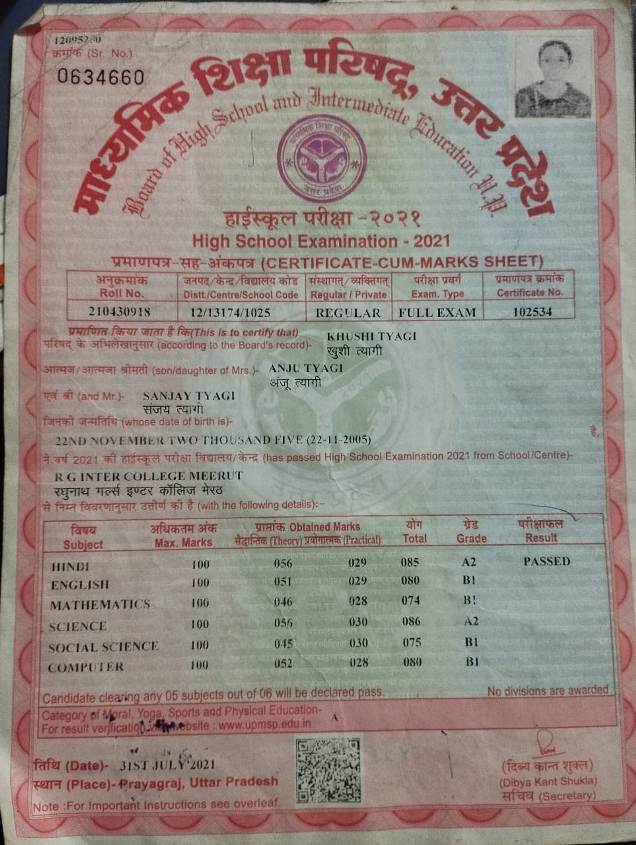 क्रमांक (Sr. No.)
0634660
माध्यमिक शिक्षा परिषद्, उत्तर प्रदेश
Board of High School and Intermediate Education U.P.
उत्तर प्रदेश
हाईस्कूल परीक्षा -२०२१
High School Examination - 2021
प्रमाणपत्र-सह-अंकपत्र (CERTIFICATE-CUM-MARKS SHEET)
अनुक्रमांक जनपद/केन्द्र/विद्यालय कोड संस्थागत/व्यक्तिगत परीक्षा प्रवर्ग प्रमाणपत्र क्रमांक
Roll No. Distt./Centre/School Code Regular / Private Exam. Type Certificate No.
210430918 12/13174/1025 REGULAR FULL EXAM 102534
प्रमाणित किया जाता है कि(This is to certify that) KHUSHI TYAGI
परिषद के अभिलेखानुसार (according to the Board's record)- खुशी त्यागी
आत्मज/आत्मजा श्रीमती (son/daughter of Mrs.)- ANJU TYAGI
अंजू त्यागी
एवं श्री (and Mr.)- SANJAY TYAGI
संजय त्यागी
जिनकी जन्मतिथि (whose date of birth is)-
22ND NOVEMBER TWO THOUSAND FIVE (22-11-2005) है,
ने वर्ष 2021 की हाईस्कूल परीक्षा विद्यालय/केन्द्र (has passed High School Examination 2021 from School/Centre)-
R G INTER COLLEGE MEERUT
रघुनाथ गर्ल्स इण्टर कॉलिज मेरठ
से निम्न विवरणानुसार उत्तीर्ण की है (with the following details):-
विषय अधिकतम अंक प्राप्तांक Obtained Marks योग ग्रेड परीक्षाफल
Subject Max. Marks सैद्धान्तिक (Theory) प्रयोगात्मक (Practical) Total Grade Result
HINDI 100 056 029 085 A2 PASSED
ENGLISH 100 051 029 080 B1
MATHEMATICS 100 046 028 074 B1
SCIENCE 100 056 030 086 A2
SOCIAL SCIENCE 100 045 030 075 B1
COMPUTER 100 052 028 080 B1
Candidate clearing any 05 subjects out of 06 will be declared pass. No divisions are awarded
Category of Moral, Yoga, Sports and Physical Education- A
For result verification website : www.upmsp.edu.in
तिथि (Date)- 31ST JULY 2021
(दिब्य कान्त शुक्ल)
स्थान (Place)- Prayagraj, Uttar Pradesh
(Dibya Kant Shukla)
सचिव (Secretary)
Note :For Important Instructions see overleaf.